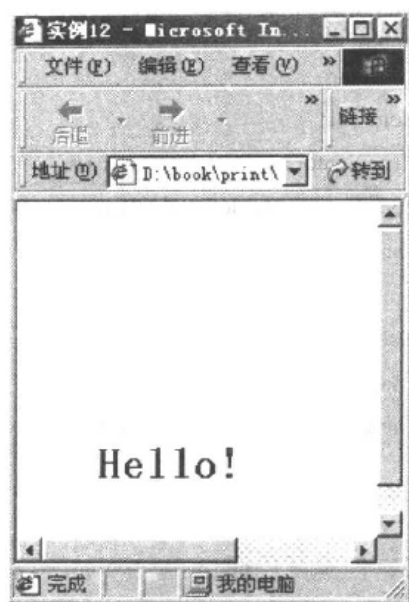 实例12 - Microsoft In...
文件(F) 编辑(E) 查看(V) »
后退 前进 » 链接 »
地址(D) D:\book\print\ 转到
Hello!
完成 我的电脑